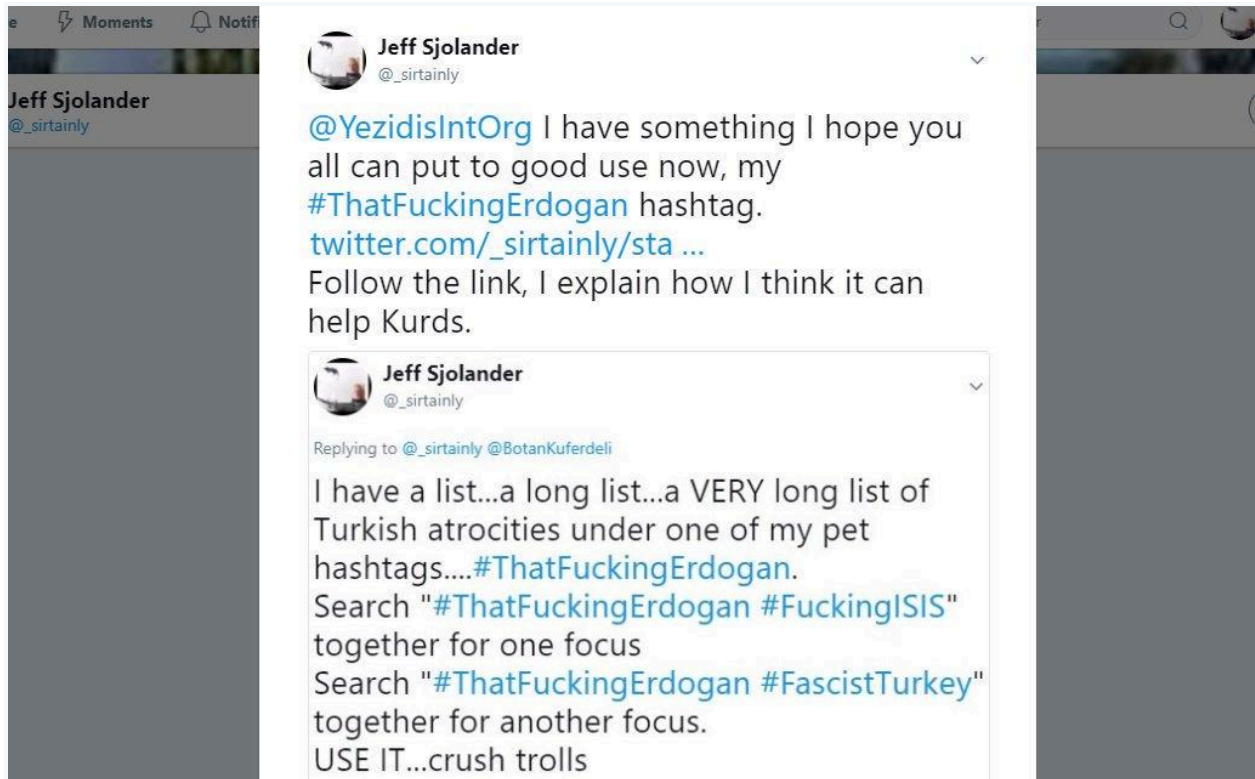 e Moments Notif r
Jeff Sjolander
@_sirtainly
Jeff Sjolander
@_sirtainly
@YezidisIntOrg I have something I hope you
all can put to good use now, my
#ThatFuckingErdogan hashtag.
twitter.com/_sirtainly/sta ...
Follow the link, I explain how I think it can
help Kurds.
Jeff Sjolander
@_sirtainly
Replying to @_sirtainly @BotanKuferdeli
I have a list...a long list...a VERY long list of
Turkish atrocities under one of my pet
hashtags....#ThatFuckingErdogan.
Search "#ThatFuckingErdogan #FuckingISIS"
together for one focus
Search "#ThatFuckingErdogan #FascistTurkey"
together for another focus.
USE IT...crush trolls